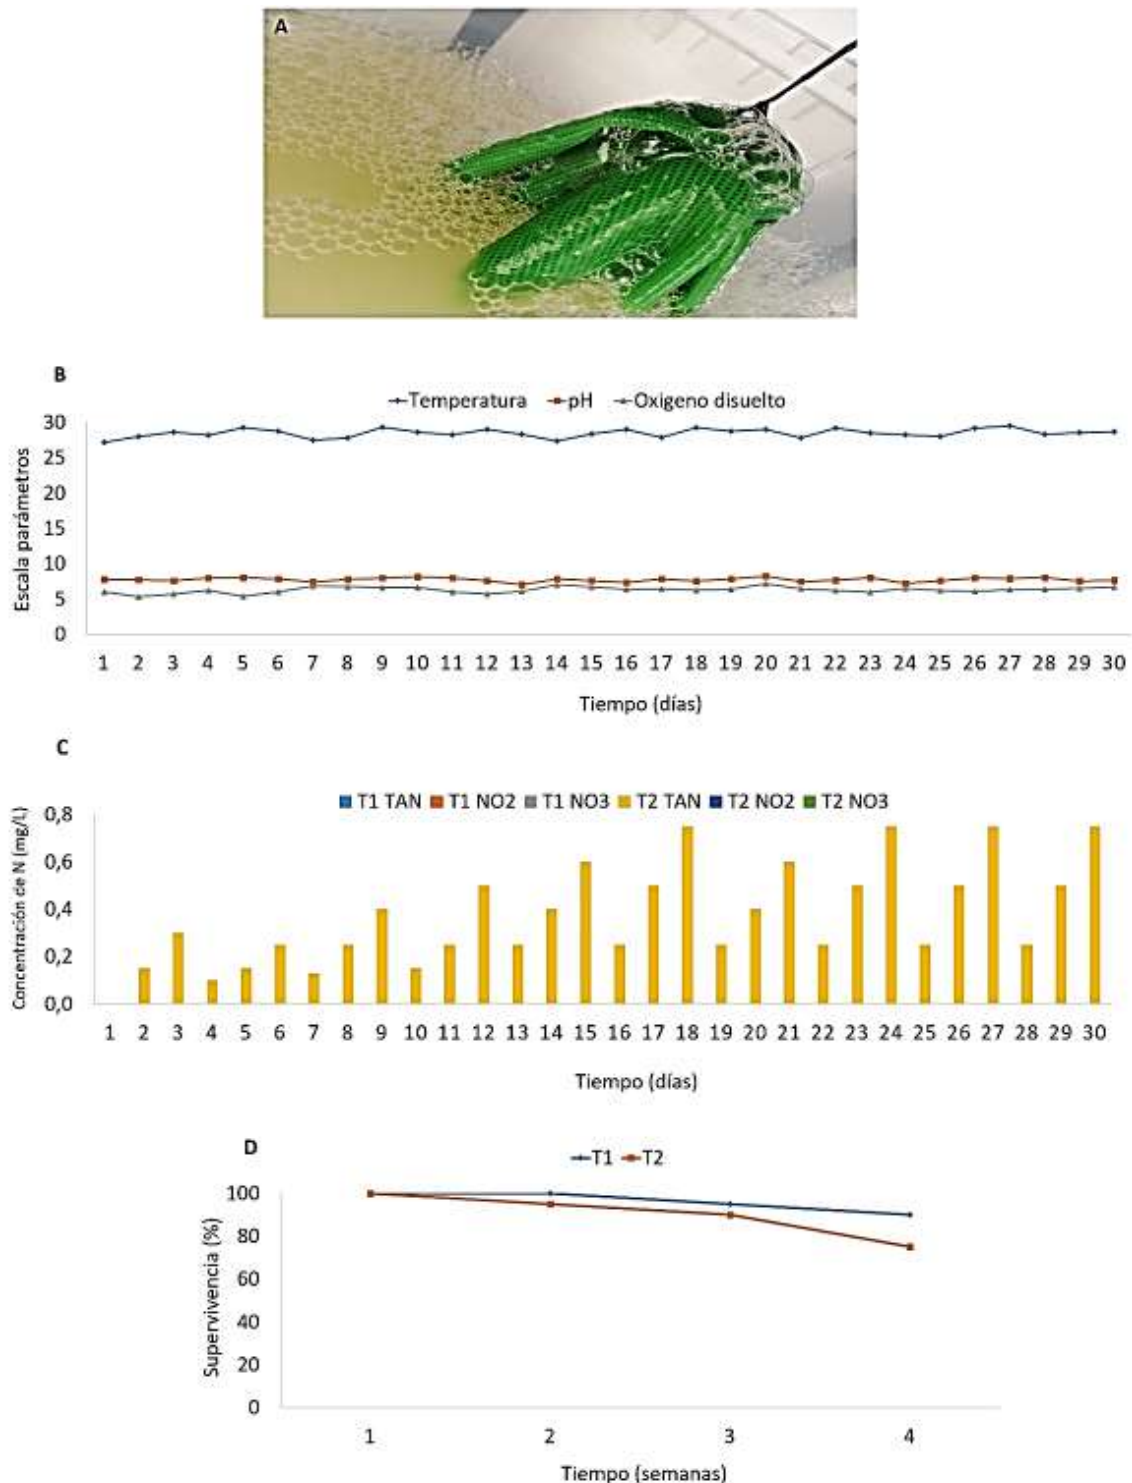 A
B
Temperatura pH Oxigeno disuelto
Escala parámetros
30
25
20
15
10
5
0
1 2 3 4 5 6 7 8 9 10 11 12 13 14 15 16 17 18 19 20 21 22 23 24 25 26 27 28 29 30
Tiempo (días)
C
T1 TAN T1 NO2 T1 NO3 T2 TAN T2 NO2 T2 NO3
Concentración de N (mg/L)
0,8
0,6
0,4
0,2
0,0
1 2 3 4 5 6 7 8 9 10 11 12 13 14 15 16 17 18 19 20 21 22 23 24 25 26 27 28 29 30
Tiempo (días)
D
T1 T2
Supervivencia (%)
100
80
60
40
20
0
1 2 3 4
Tiempo (semanas)